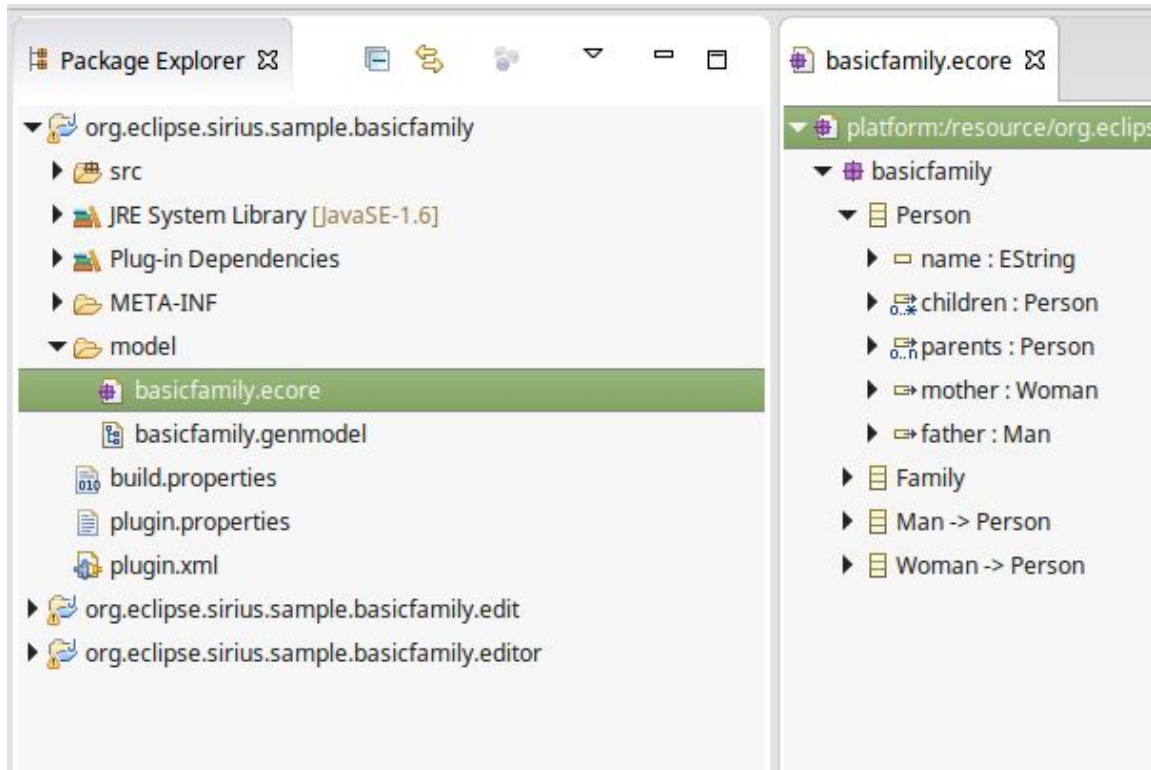 Package Explorer
org.eclipse.sirius.sample.basicfamily
src
JRE System Library [JavaSE-1.6]
Plug-in Dependencies
META-INF
model
basicfamily.ecore
basicfamily.genmodel
build.properties
plugin.properties
plugin.xml
org.eclipse.sirius.sample.basicfamily.edit
org.eclipse.sirius.sample.basicfamily.editor
basicfamily.ecore
platform:/resource/org.eclips
basicfamily
Person
name : EString
0..* children : Person
0..n parents : Person
mother : Woman
father : Man
Family
Man -> Person
Woman -> Person